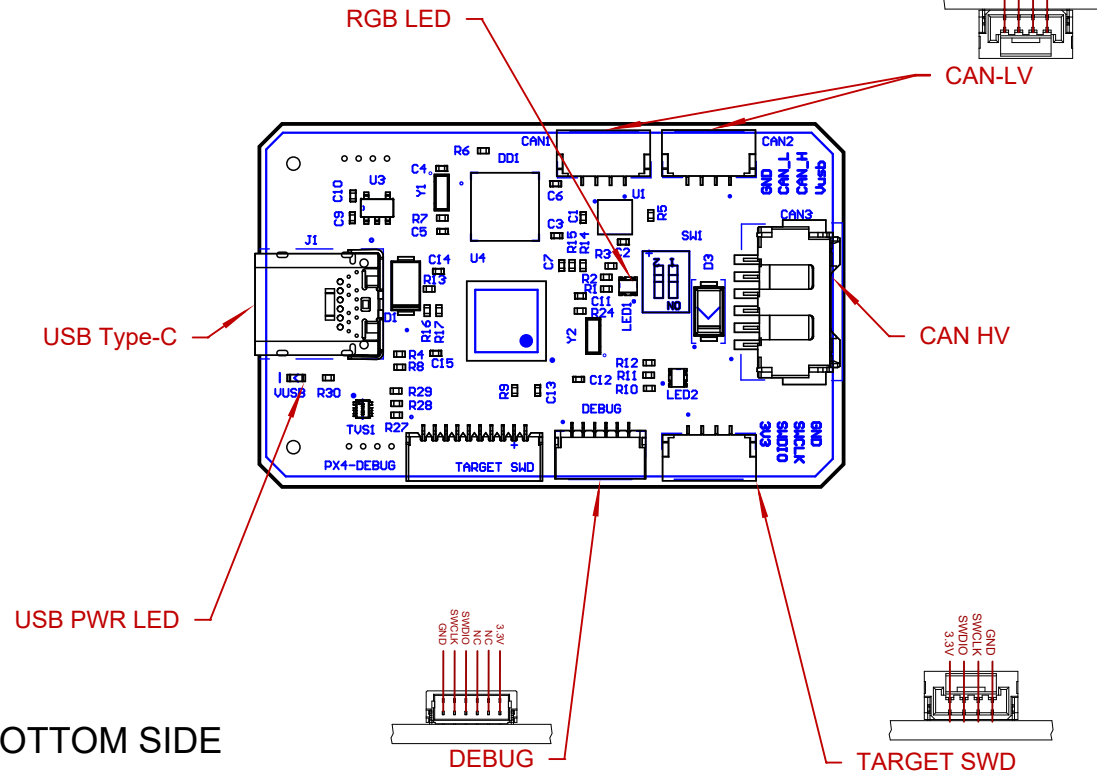 RGB LED
CAN-LV
CAN1
CAN2
R6
DD1
C4
U3
Y1
C10
C9
C6
U1
GND
CAN_L
CAN_H
Vusb
R7
C5
C1
R5
C3
CAN3
J1
R15
R14
SW1
C2
U4
C14
C7
R3
D3
R13
R2
R1
2
1
NO
C11
R24
LED1
D1
R16
R17
Y2
USB Type-C
CAN HV
R4
R8
C15
R12
R11
R10
VUSB
R30
R9
C13
C12
LED2
R29
R28
R27
TVS1
DEBUG
3V3
SWDIO
SWCLK
GND
PX4-DEBUG
TARGET SWD
USB PWR LED
GND
SWCLK
SWDIO
NC
NC
3.3V
3.3V
SWDIO
SWCLK
GND
OTTOM SIDE
DEBUG
TARGET SWD